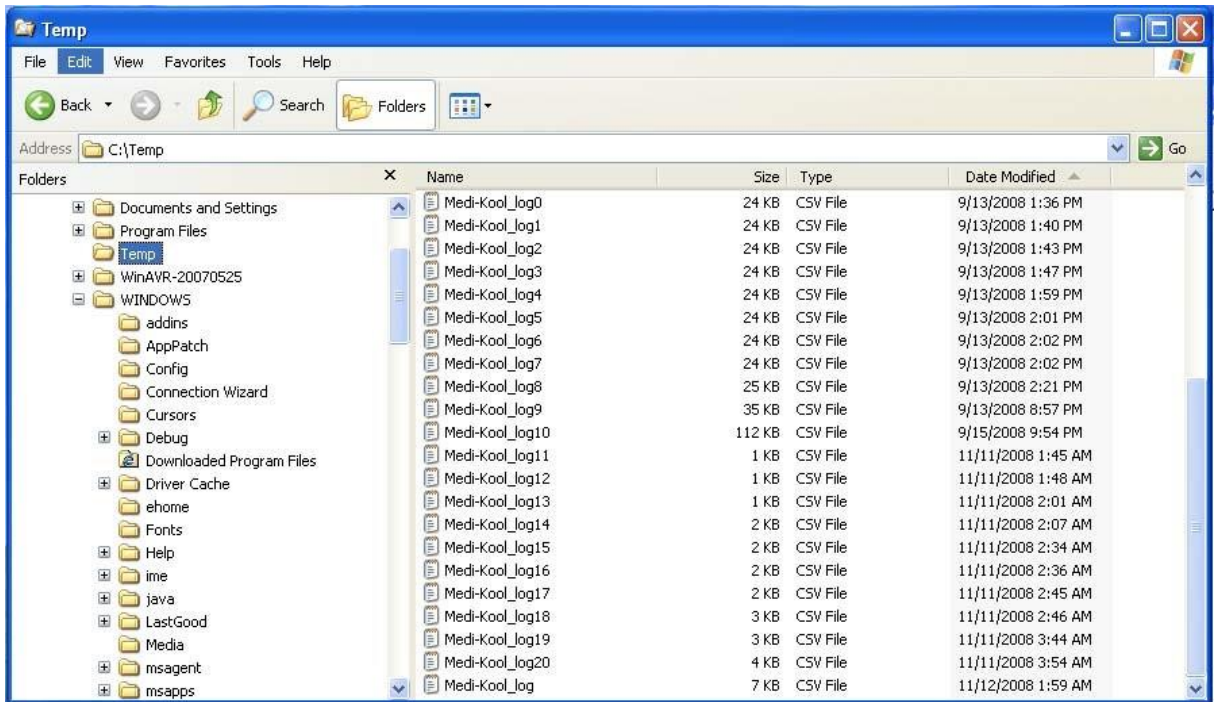 Temp
File Edit View Favorites Tools Help
Back Search Folders
Address C:\Temp Go
Folders
Documents and Settings
Program Files
Temp
WinAVR-20070525
WINDOWS
addins
AppPatch
Config
Connection Wizard
Cursors
Debug
Downloaded Program Files
Driver Cache
ehome
Fonts
Help
ime
java
LastGood
Media
msagent
msapps
Name Size Type Date Modified
Medi-Kool_log0 24 KB CSV File 9/13/2008 1:36 PM
Medi-Kool_log1 24 KB CSV File 9/13/2008 1:40 PM
Medi-Kool_log2 24 KB CSV File 9/13/2008 1:43 PM
Medi-Kool_log3 24 KB CSV File 9/13/2008 1:47 PM
Medi-Kool_log4 24 KB CSV File 9/13/2008 1:59 PM
Medi-Kool_log5 24 KB CSV File 9/13/2008 2:01 PM
Medi-Kool_log6 24 KB CSV File 9/13/2008 2:02 PM
Medi-Kool_log7 24 KB CSV File 9/13/2008 2:02 PM
Medi-Kool_log8 25 KB CSV File 9/13/2008 2:21 PM
Medi-Kool_log9 35 KB CSV File 9/13/2008 8:57 PM
Medi-Kool_log10 112 KB CSV File 9/15/2008 9:54 PM
Medi-Kool_log11 1 KB CSV File 11/11/2008 1:45 AM
Medi-Kool_log12 1 KB CSV File 11/11/2008 1:48 AM
Medi-Kool_log13 1 KB CSV File 11/11/2008 2:01 AM
Medi-Kool_log14 2 KB CSV File 11/11/2008 2:07 AM
Medi-Kool_log15 2 KB CSV File 11/11/2008 2:34 AM
Medi-Kool_log16 2 KB CSV File 11/11/2008 2:36 AM
Medi-Kool_log17 2 KB CSV File 11/11/2008 2:45 AM
Medi-Kool_log18 3 KB CSV File 11/11/2008 2:46 AM
Medi-Kool_log19 3 KB CSV File 11/11/2008 3:44 AM
Medi-Kool_log20 4 KB CSV File 11/11/2008 3:54 AM
Medi-Kool_log 7 KB CSV File 11/12/2008 1:59 AM